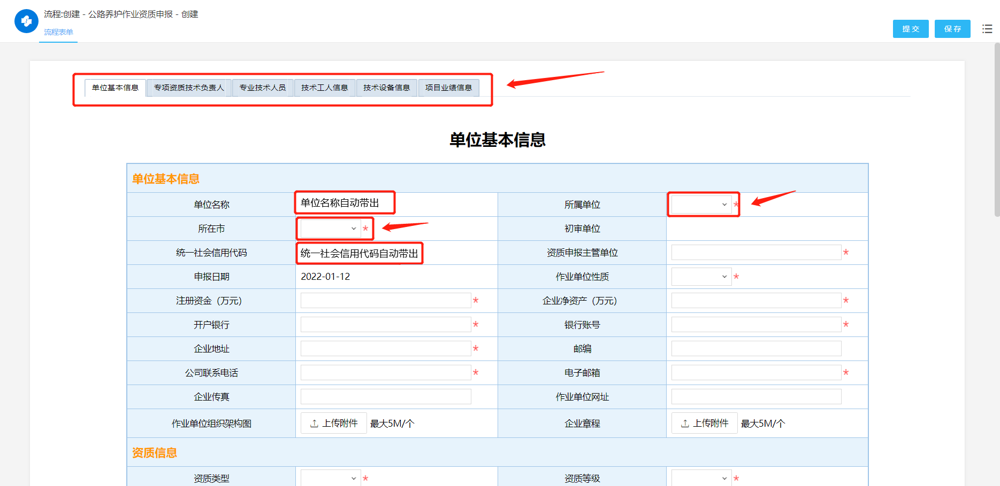 流程:创建 - 公路养护作业资质申报 - 创建
流程表单
提交 保存
单位基本信息 专项资质技术负责人 专业技术人员 技术工人信息 技术设备信息 项目业绩信息
单位基本信息
单位基本信息
单位名称 单位名称自动带出 所属单位 *
所在市 * 初审单位
统一社会信用代码 统一社会信用代码自动带出 资质申报主管单位 *
申报日期 2022-01-12 作业单位性质 *
注册资金（万元） * 企业净资产（万元） *
开户银行 * 银行账号 *
企业地址 * 邮编
公司联系电话 * 电子邮箱 *
企业传真 作业单位网址
作业单位组织架构图 上传附件 最大5M/个 企业章程 上传附件 最大5M/个
资质信息
资质类型 * 资质等级 *